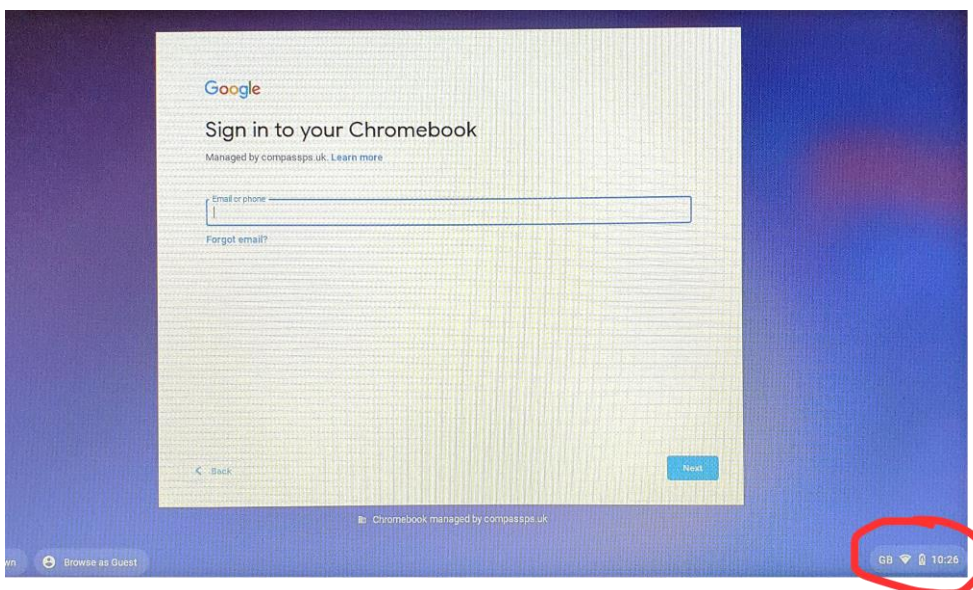 Google
Sign in to your Chromebook
Managed by compassps.uk. Learn more
Email or phone
Forgot email?
Back
Next
Chromebook managed by compassps.uk
wn
Browse as Guest
GB
10:26